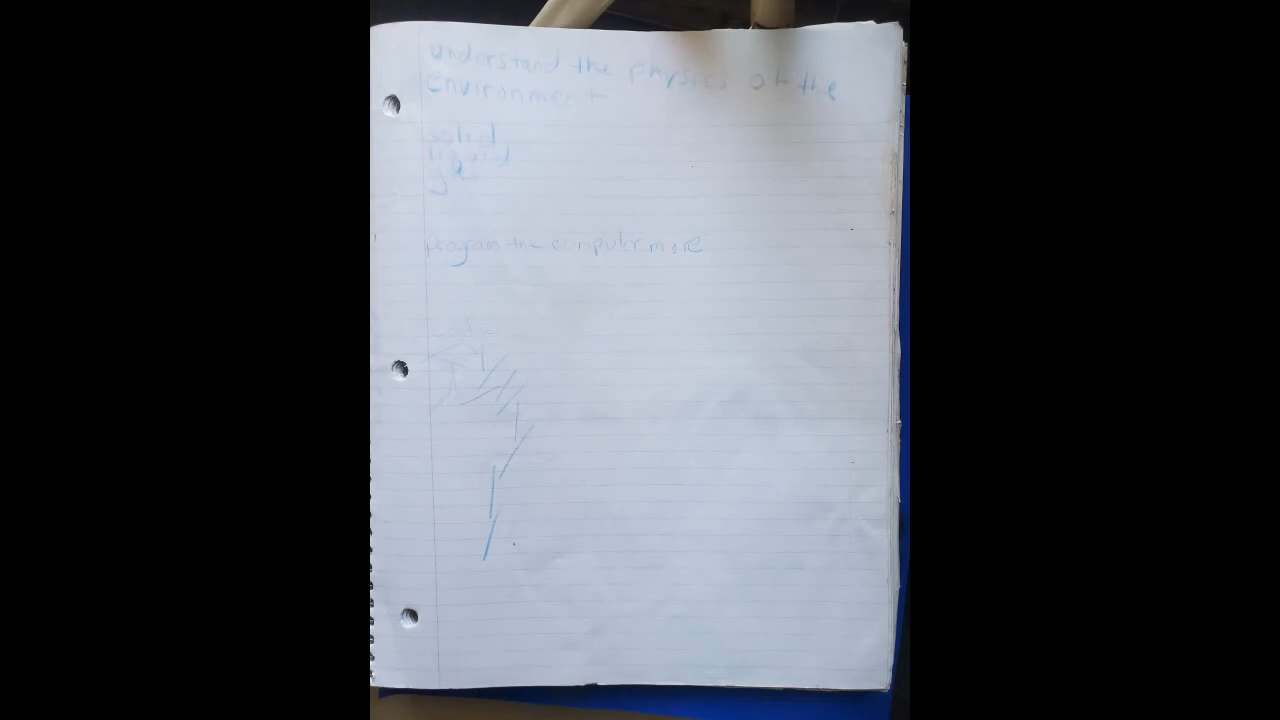 understand the physics of the
environment
solid
liquid
program the computer more